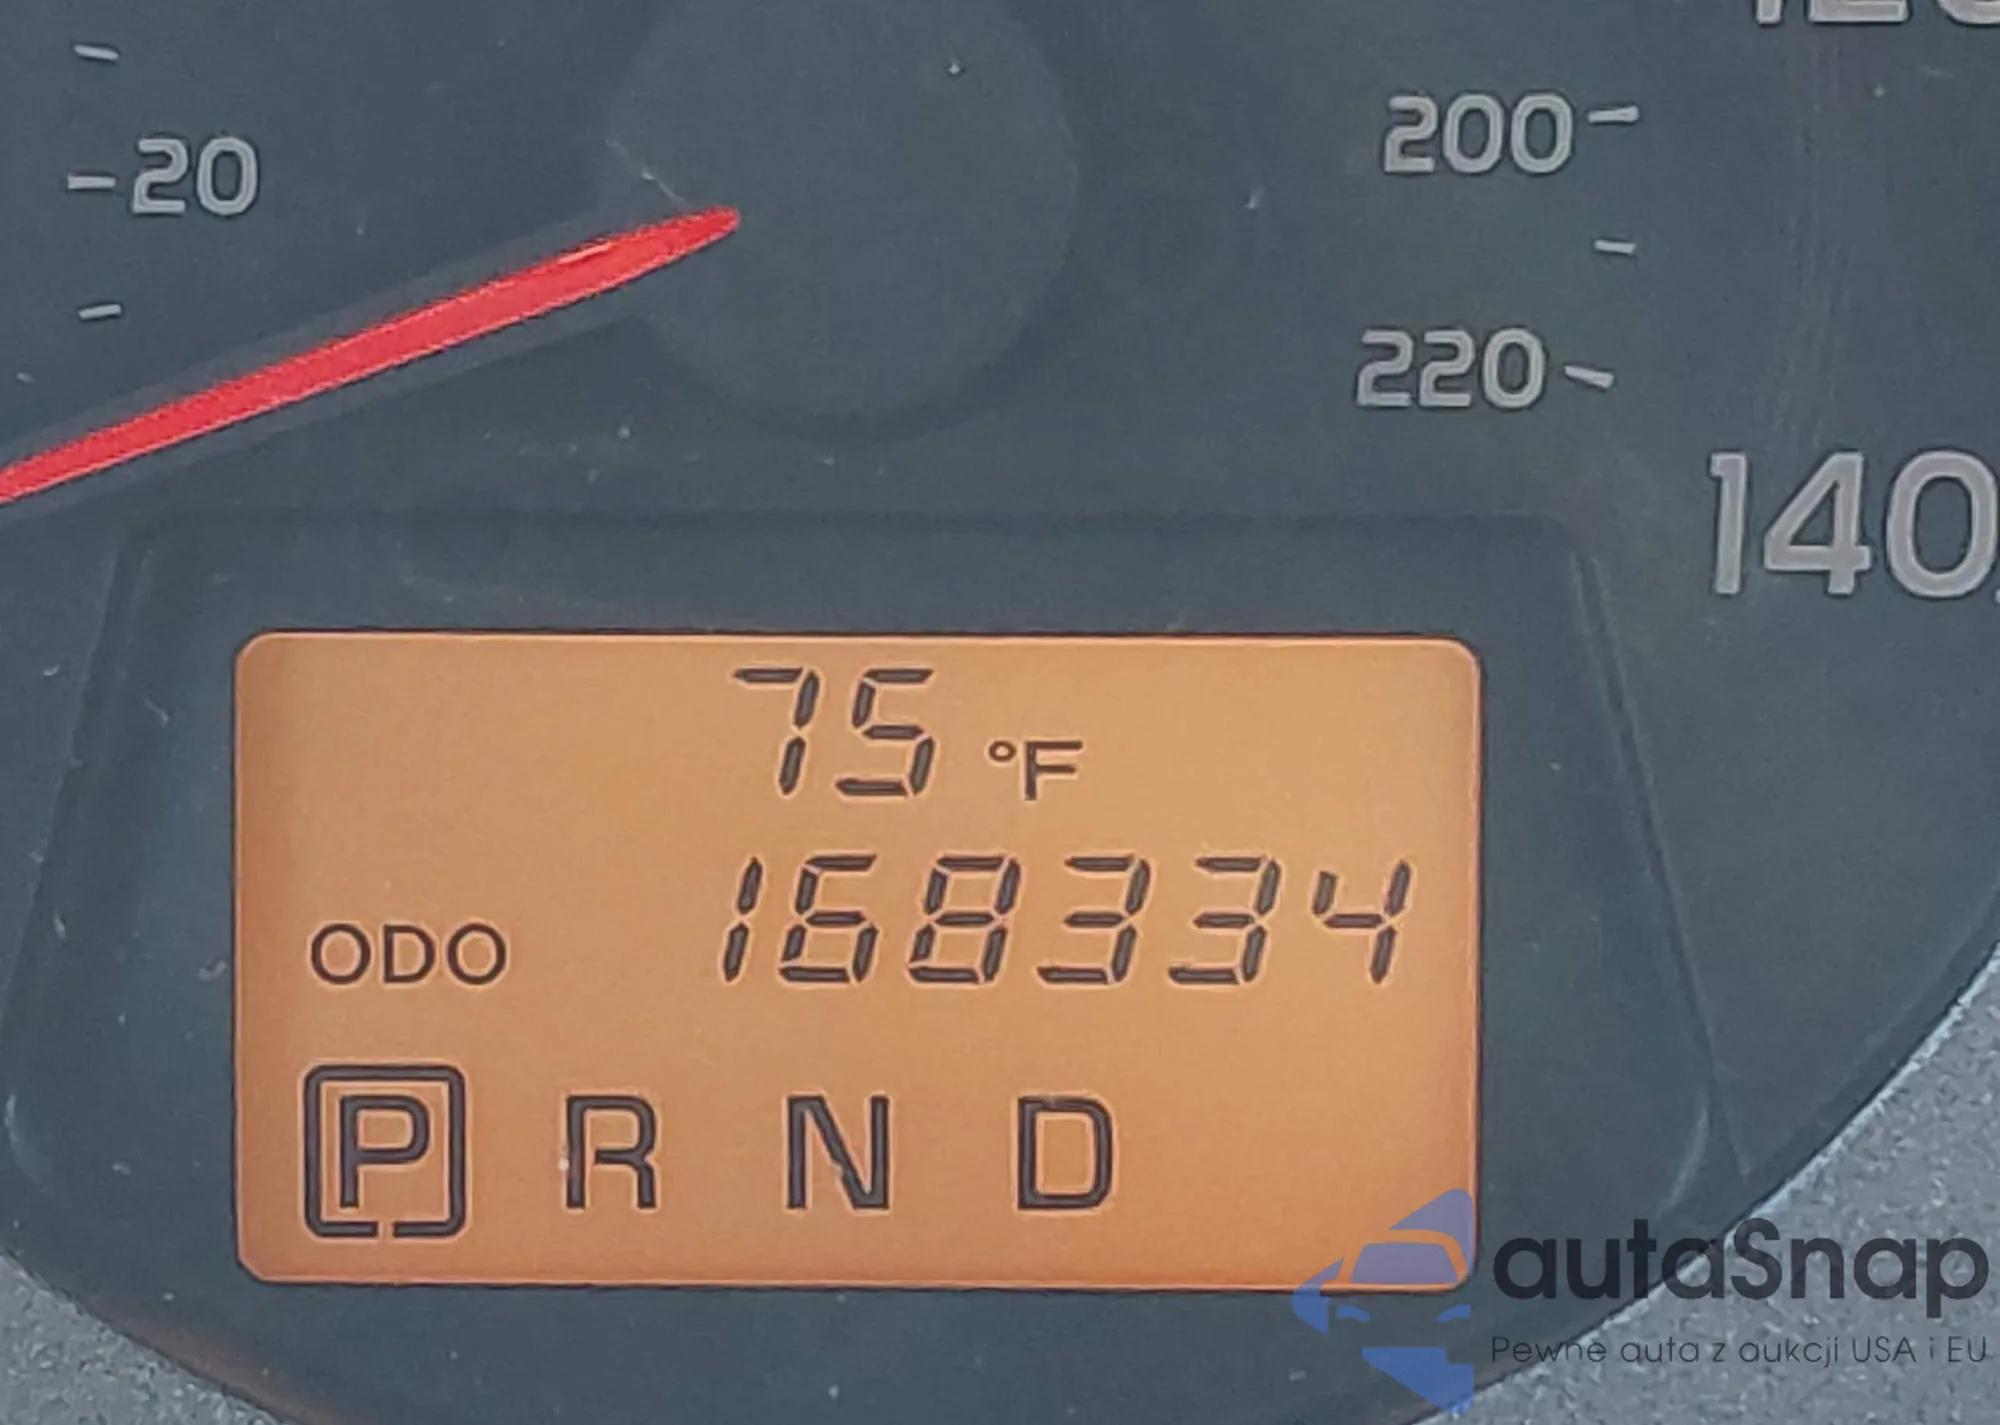 20
200
220
140
75 °F
ODO 168334
P R N D
autaSnap
Pewne auta z aukcji USA i EU